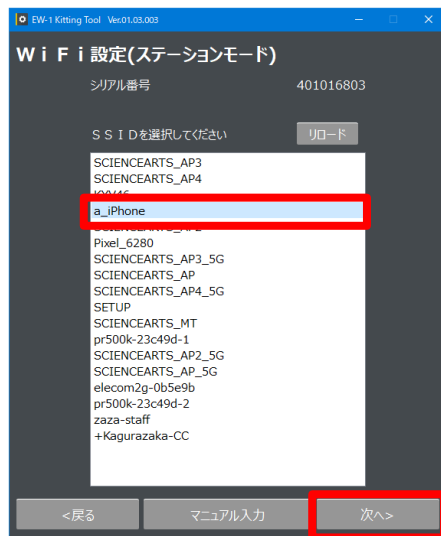 EW-1 Kitting Tool Ver.01.03.003
ＷｉＦｉ設定(ステーションモード)
シリアル番号 401016803
ＳＳＩＤを選択してください リロード
SCIENCEARTS_AP3
SCIENCEARTS_AP4
a_iPhone
Pixel_6280
SCIENCEARTS_AP3_5G
SCIENCEARTS_AP
SCIENCEARTS_AP4_5G
SETUP
SCIENCEARTS_MT
pr500k-23c49d-1
SCIENCEARTS_AP2_5G
SCIENCEARTS_AP_5G
elecom2g-0b5e9b
pr500k-23c49d-2
zaza-staff
+Kagurazaka-CC
<戻る マニュアル入力 次へ>